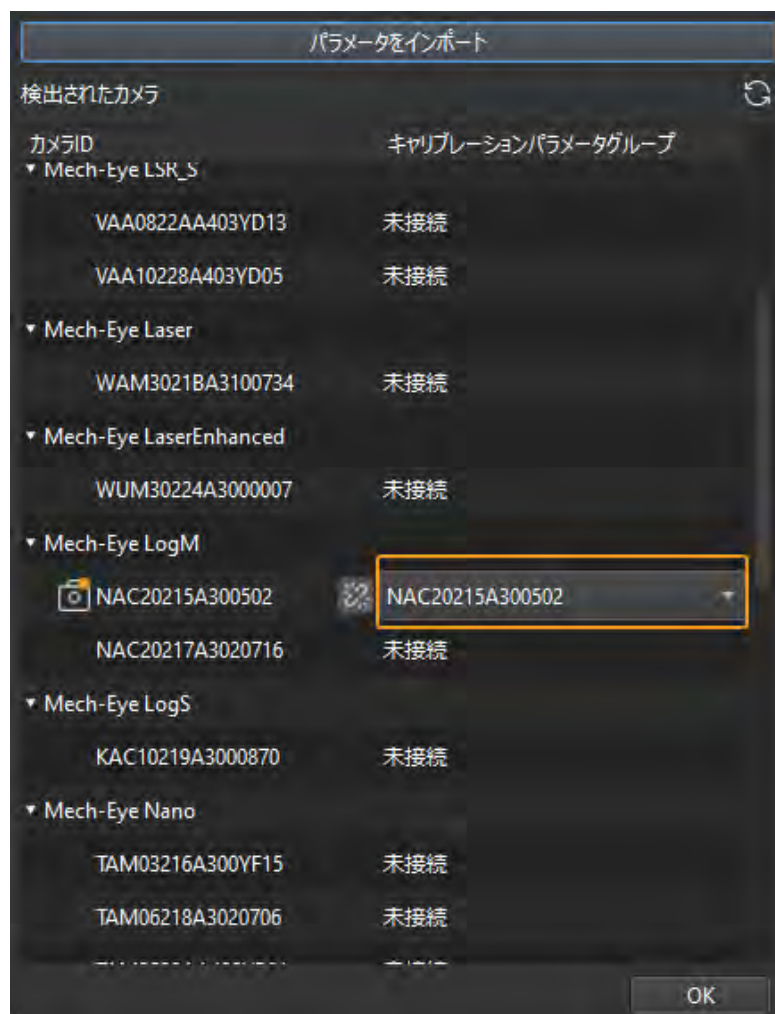 パラメータをインポート
検出されたカメラ
カメラID キャリブレーションパラメータグループ
Mech-Eye LSR_S
VAA0822AA403YD13 未接続
VAA10228A403YD05 未接続
Mech-Eye Laser
WAM3021BA3100734 未接続
Mech-Eye LaserEnhanced
WUM30224A3000007 未接続
Mech-Eye LogM
NAC20215A300502 NAC20215A300502
NAC20217A3020716 未接続
Mech-Eye LogS
KAC10219A3000870 未接続
Mech-Eye Nano
TAM03216A300YF15 未接続
TAM06218A3020706 未接続
OK